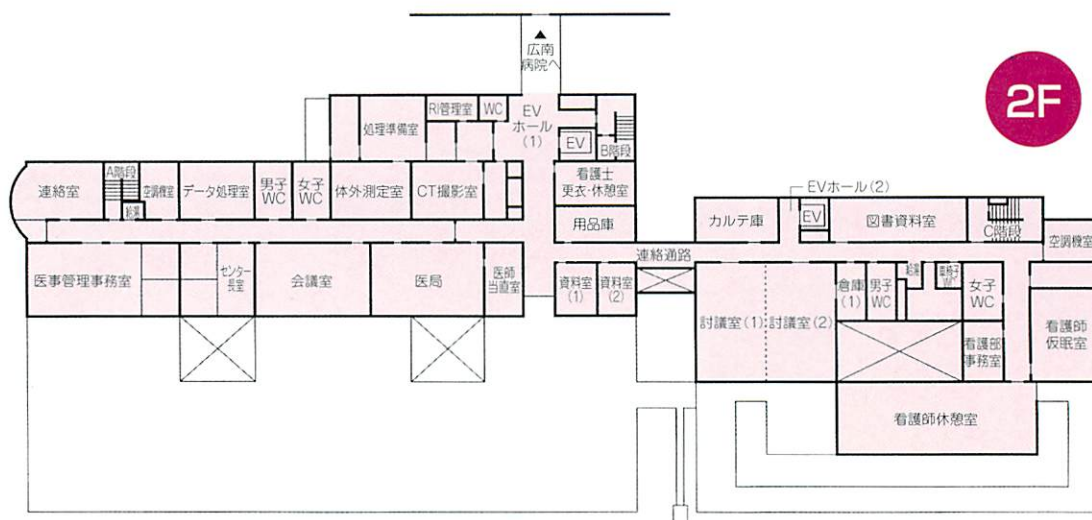 広南
病院へ
2F
RI管理室
WC
EV
ホール
(1)
処理準備室
EV
B階段
連絡室
A階段
給湯
空調機室
データ処理室
男子
WC
女子
WC
体外測定室
CT撮影室
看護士
更衣・休憩室
用品庫
EVホール(2)
カルテ庫
EV
図書資料室
C階段
空調機室
連絡通路
医事管理事務室
センター
長室
会議室
医局
医師
当直室
資料室
(1)
資料室
(2)
討議室(1)
討議室(2)
倉庫
(1)
男子
WC
給湯
車椅子
WC
女子
WC
看護師
仮眠室
看護部
事務室
看護師休憩室